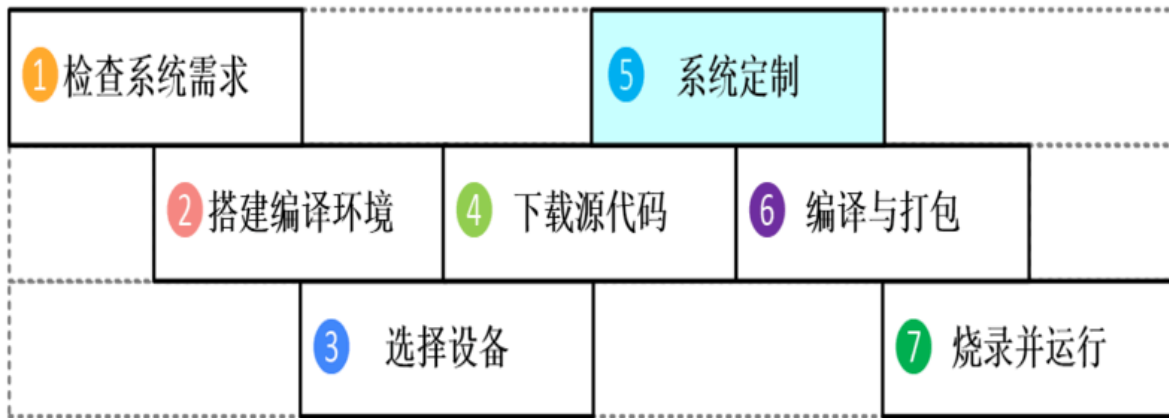 1 检查系统需求
5 系统定制
2 搭建编译环境
4 下载源代码
6 编译与打包
3 选择设备
7 烧录并运行